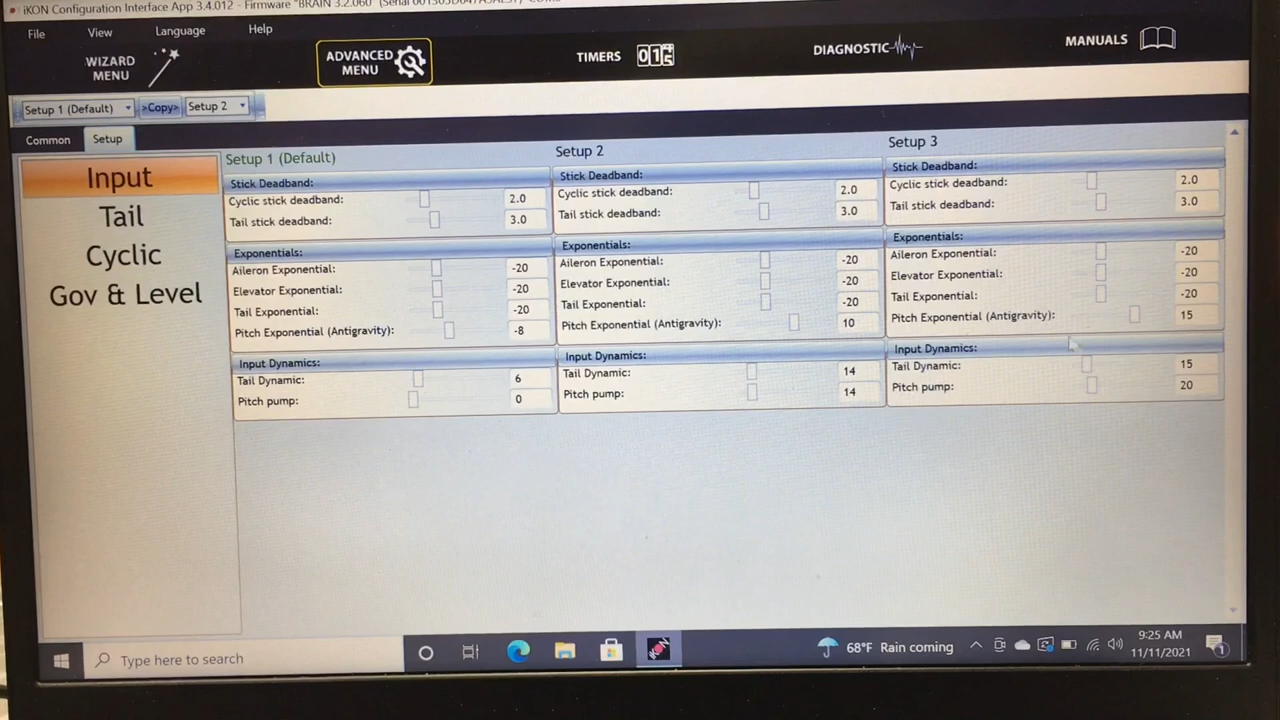 iKON Configuration Interface App 3.4.012 - Firmware "BRAIN 3.2.060"
File View Language Help
WIZARD MENU
ADVANCED MENU
TIMERS
DIAGNOSTIC
MANUALS
Setup 1 (Default) >Copy> Setup 2
Common Setup
Input
Tail
Cyclic
Gov & Level
Setup 1 (Default)
Stick Deadband:
Cyclic stick deadband: 2.0
Tail stick deadband: 3.0
Exponentials:
Aileron Exponential: -20
Elevator Exponential: -20
Tail Exponential: -20
Pitch Exponential (Antigravity): -8
Input Dynamics:
Tail Dynamic: 6
Pitch pump: 0
Setup 2
Stick Deadband:
Cyclic stick deadband: 2.0
Tail stick deadband: 3.0
Exponentials:
Aileron Exponential: -20
Elevator Exponential: -20
Tail Exponential: -20
Pitch Exponential (Antigravity): 10
Input Dynamics:
Tail Dynamic: 14
Pitch pump: 14
Setup 3
Stick Deadband:
Cyclic stick deadband: 2.0
Tail stick deadband: 3.0
Exponentials:
Aileron Exponential: -20
Elevator Exponential: -20
Tail Exponential: -20
Pitch Exponential (Antigravity): 15
Input Dynamics:
Tail Dynamic: 15
Pitch pump: 20
Type here to search
68°F Rain coming
9:25 AM
11/11/2021
1